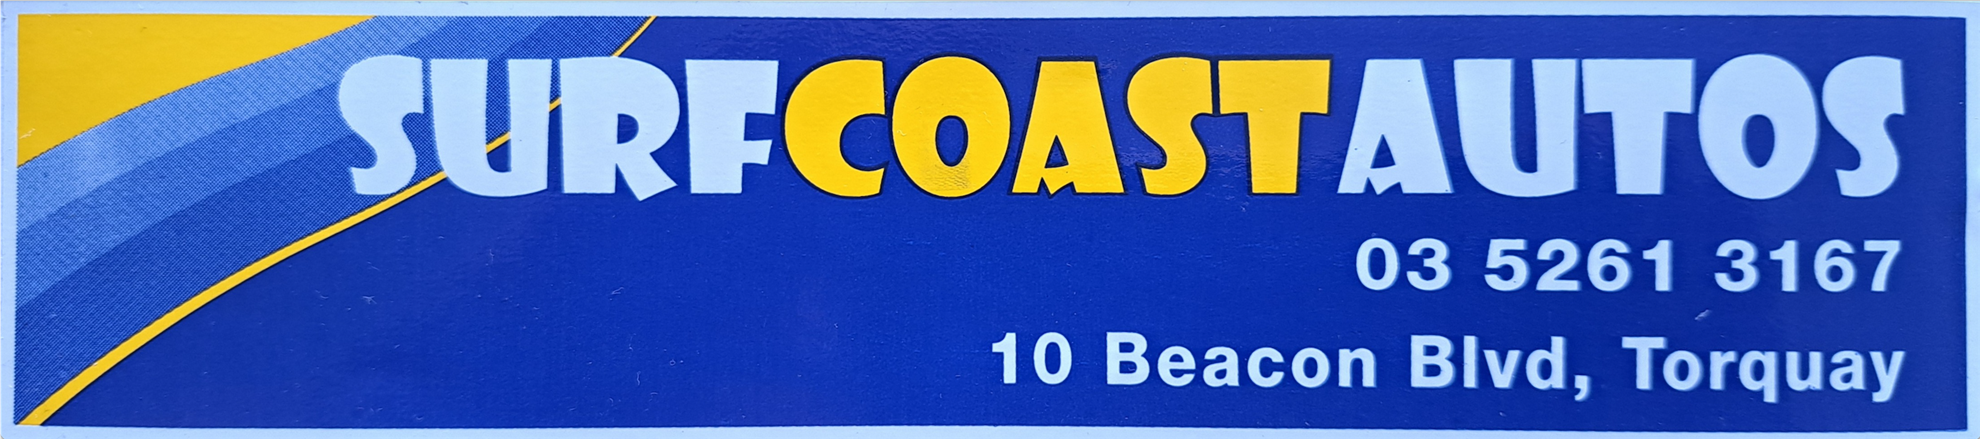 SURFCOASTAUTOS
03 5261 3167
10 Beacon Blvd, Torquay